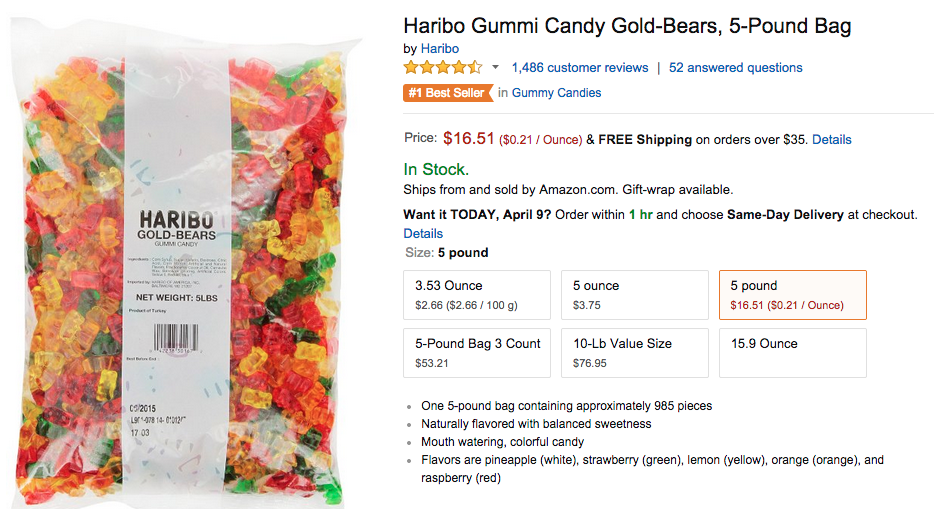 Haribo Gummi Candy Gold-Bears, 5-Pound Bag
by Haribo
1,486 customer reviews | 52 answered questions
#1 Best Seller in Gummy Candies
Price: $16.51 ($0.21 / Ounce) & FREE Shipping on orders over $35. Details
In Stock.
Ships from and sold by Amazon.com. Gift-wrap available.
Want it TODAY, April 9? Order within 1 hr and choose Same-Day Delivery at checkout.
Details
Size: 5 pound
3.53 Ounce
$2.66 ($2.66 / 100 g)
5 ounce
$3.75
5 pound
$16.51 ($0.21 / Ounce)
5-Pound Bag 3 Count
$53.21
10-Lb Value Size
$76.95
15.9 Ounce
One 5-pound bag containing approximately 985 pieces
Naturally flavored with balanced sweetness
Mouth watering, colorful candy
Flavors are pineapple (white), strawberry (green), lemon (yellow), orange (orange), and
raspberry (red)
HARIBO
GOLD-BEARS
GUMMI CANDY
NET WEIGHT: 5LBS
Product of Turkey
Best Before End
/2015
17 03